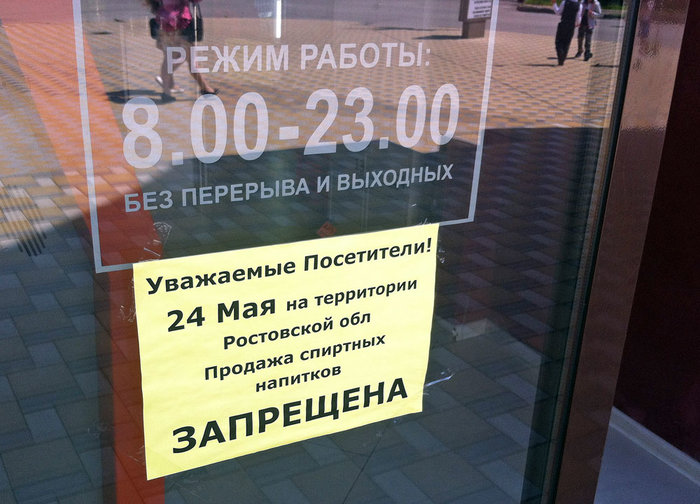 РЕЖИМ РАБОТЫ:
8.00-23.00
БЕЗ ПЕРЕРЫВА И ВЫХОДНЫХ
Уважаемые Посетители!
24 Мая на территории
Ростовской обл
Продажа спиртных
напитков
ЗАПРЕЩЕНА